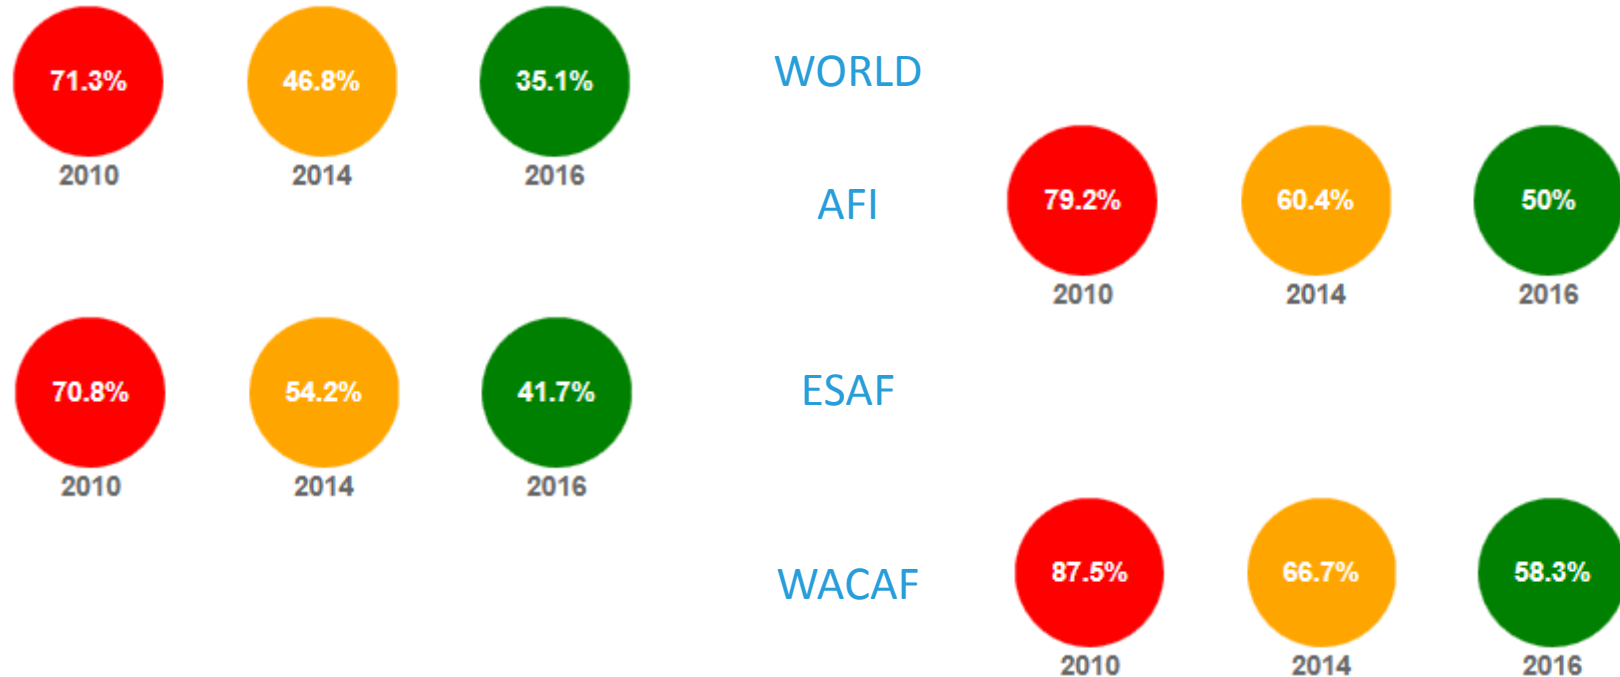 WORLD
71.3% 46.8% 35.1%
2010 2014 2016
AFI
79.2% 60.4% 50%
2010 2014 2016
ESAF
70.8% 54.2% 41.7%
2010 2014 2016
WACAF
87.5% 66.7% 58.3%
2010 2014 2016